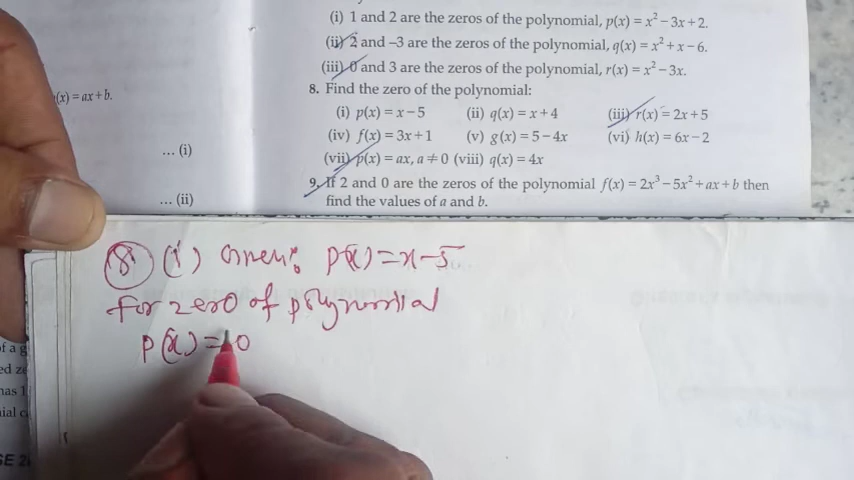 (i) 1 and 2 are the zeros of the polynomial, p(x) = x² − 3x + 2.
(ii) 2 and −3 are the zeros of the polynomial, q(x) = x² + x − 6.
(iii) 0 and 3 are the zeros of the polynomial, r(x) = x² − 3x.
8. Find the zero of the polynomial:
(i) p(x) = x − 5 (ii) q(x) = x + 4 (iii) r(x) = 2x + 5
(iv) f(x) = 3x + 1 (v) g(x) = 5 − 4x (vi) h(x) = 6x − 2
(vii) p(x) = ax, a ≠ 0 (viii) q(x) = 4x
9. If 2 and 0 are the zeros of the polynomial f(x) = 2x³ − 5x² + ax + b then
find the values of a and b.
(x) = ax + b.
... (i)
... (ii)
8 (i) Given: P(x) = x − 5
for zero of polynomial
P(x) = 0